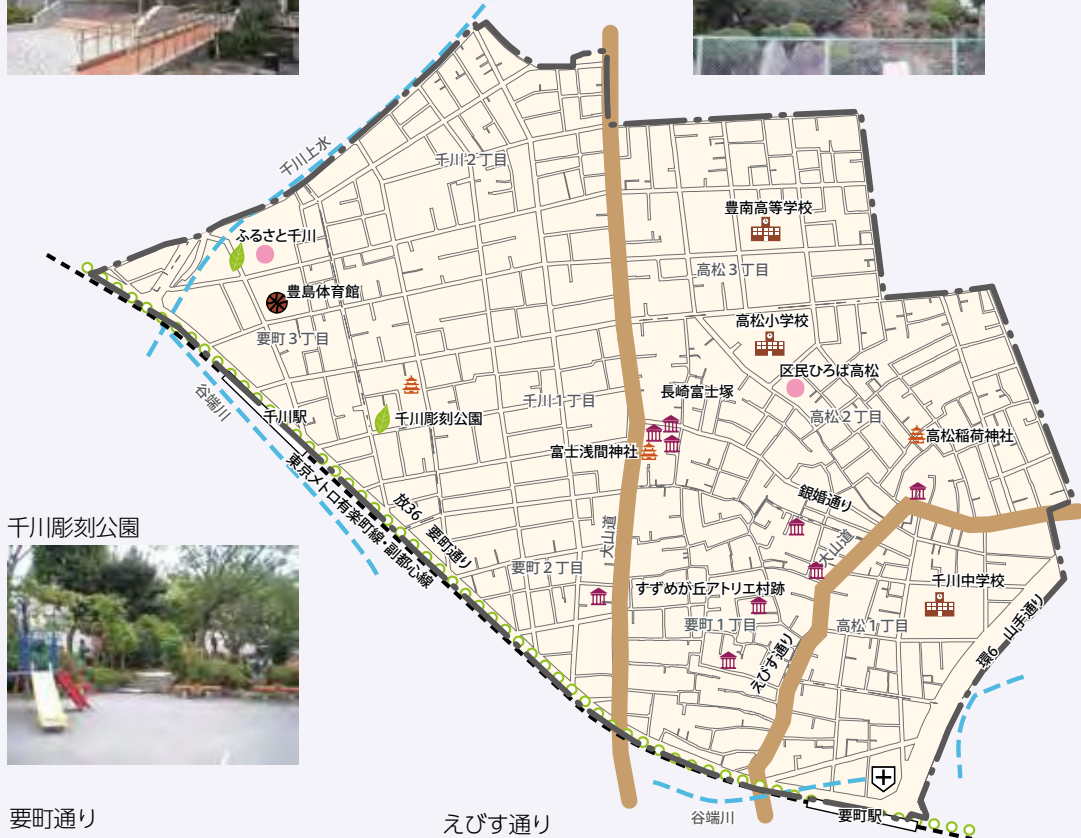 千川上水
千川2丁目
豊南高等学校
ふるさと千川
高松3丁目
豊島体育館
高松小学校
要町3丁目
区民ひろば高松
長崎富士塚
谷端川
千川駅
千川彫刻公園
千川1丁目
高松2丁目
高松稲荷神社
富士浅間神社
東京メトロ有楽町線・副都心線
放36 要町通り
銀婚通り
千川彫刻公園
大山道
大山道
要町2丁目
すずめが丘アトリエ村跡
千川中学校
要町1丁目
高松1丁目
えびす通り
環6 山手通り
要町通り
えびす通り
谷端川
要町駅